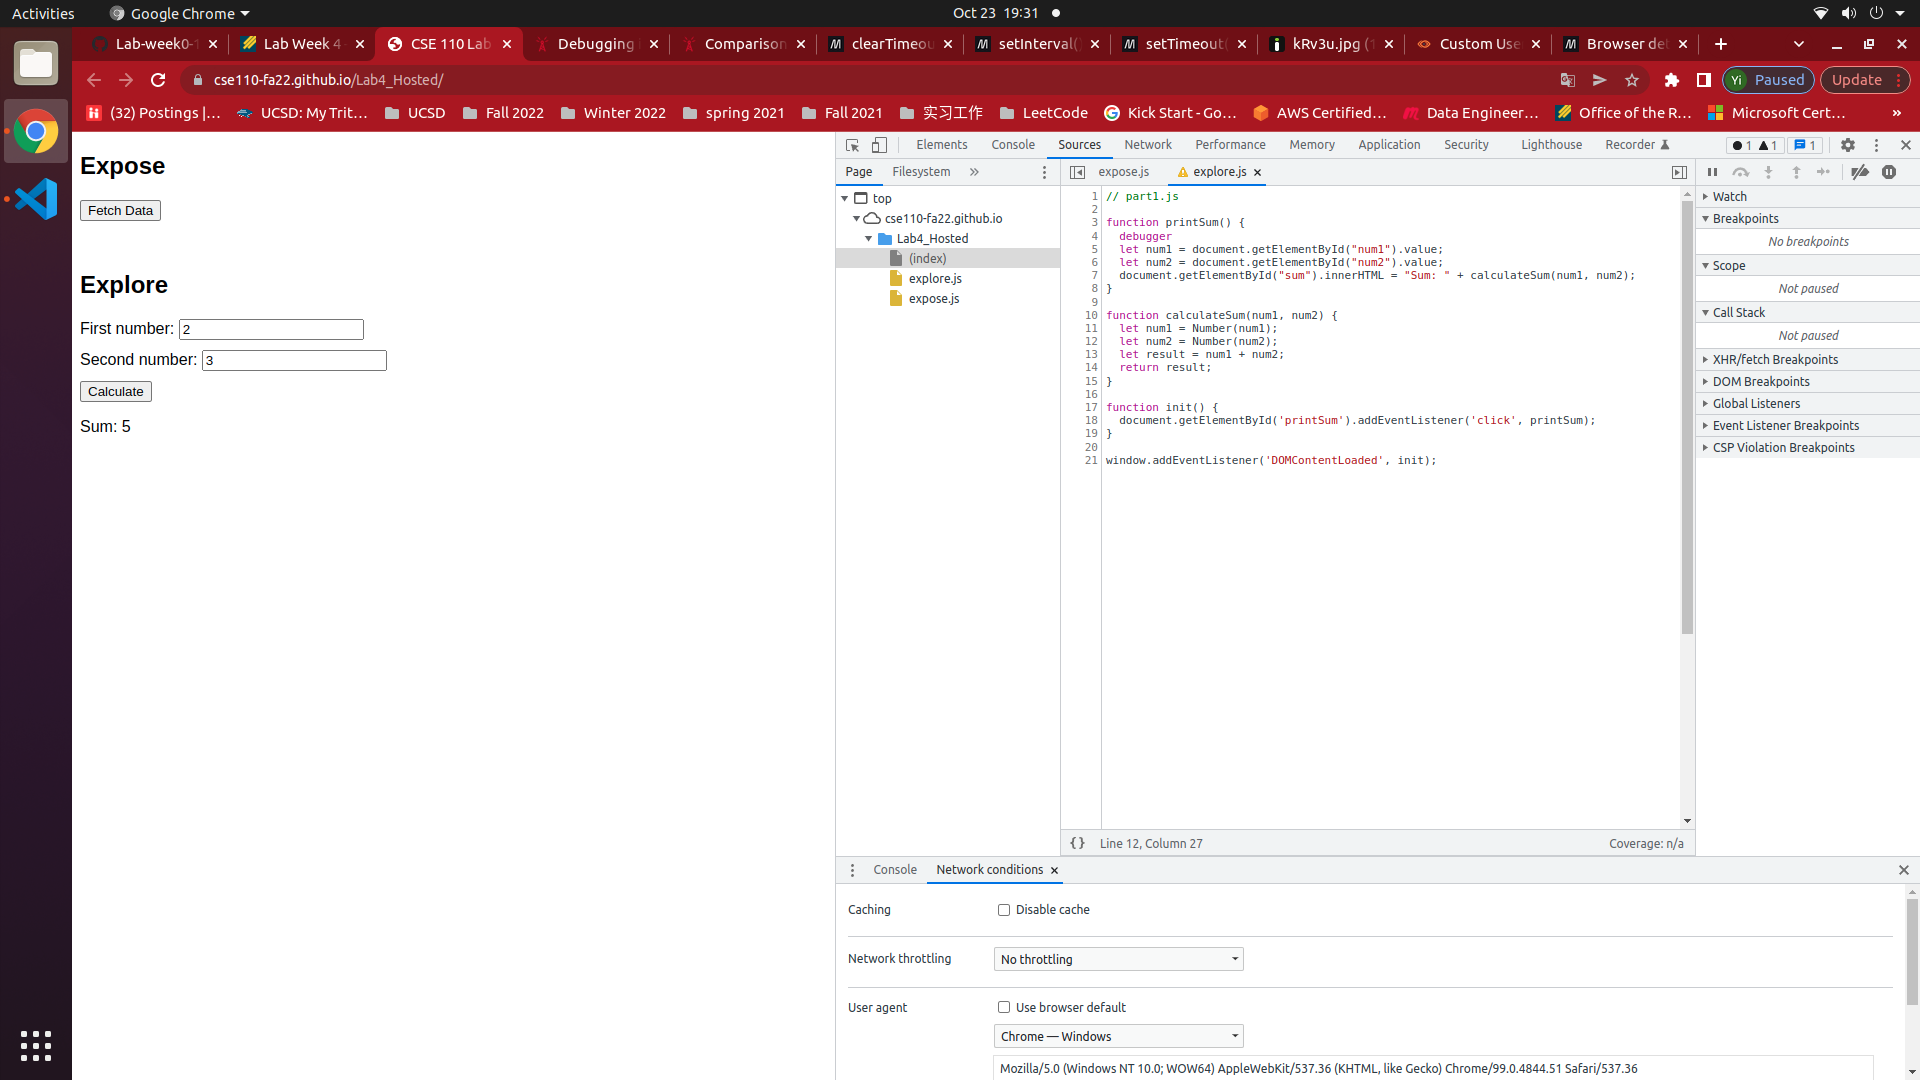 Activities Google Chrome Oct 23 19:31
Lab-week0-1 Lab Week 4 - CSE 110 Lab Debugging Comparison clearTimeou setInterval() setTimeout( kRv3u.jpg (1 Custom Use Browser det
cse110-fa22.github.io/Lab4_Hosted/ Yi Paused Update
(32) Postings |... UCSD: My Trit... UCSD Fall 2022 Winter 2022 spring 2021 Fall 2021 实习工作 LeetCode Kick Start - Go... AWS Certified... Data Engineer... Office of the R... Microsoft Cert... »
Expose
Fetch Data
Explore
First number: 2
Second number: 3
Calculate
Sum: 5
Elements Console Sources Network Performance Memory Application Security Lighthouse Recorder 1 1 1
Page Filesystem »
top
cse110-fa22.github.io
Lab4_Hosted
(index)
explore.js
expose.js
expose.js explore.js
1 // part1.js
2
3 function printSum() {
4 debugger
5 let num1 = document.getElementById("num1").value;
6 let num2 = document.getElementById("num2").value;
7 document.getElementById("sum").innerHTML = "Sum: " + calculateSum(num1, num2);
8 }
9
10 function calculateSum(num1, num2) {
11 let num1 = Number(num1);
12 let num2 = Number(num2);
13 let result = num1 + num2;
14 return result;
15 }
16
17 function init() {
18 document.getElementById('printSum').addEventListener('click', printSum);
19 }
20
21 window.addEventListener('DOMContentLoaded', init);
{} Line 12, Column 27 Coverage: n/a
Watch
Breakpoints
No breakpoints
Scope
Not paused
Call Stack
Not paused
XHR/fetch Breakpoints
DOM Breakpoints
Global Listeners
Event Listener Breakpoints
CSP Violation Breakpoints
Console Network conditions
Caching Disable cache
Network throttling No throttling
User agent Use browser default
Chrome — Windows
Mozilla/5.0 (Windows NT 10.0; WOW64) AppleWebKit/537.36 (KHTML, like Gecko) Chrome/99.0.4844.51 Safari/537.36